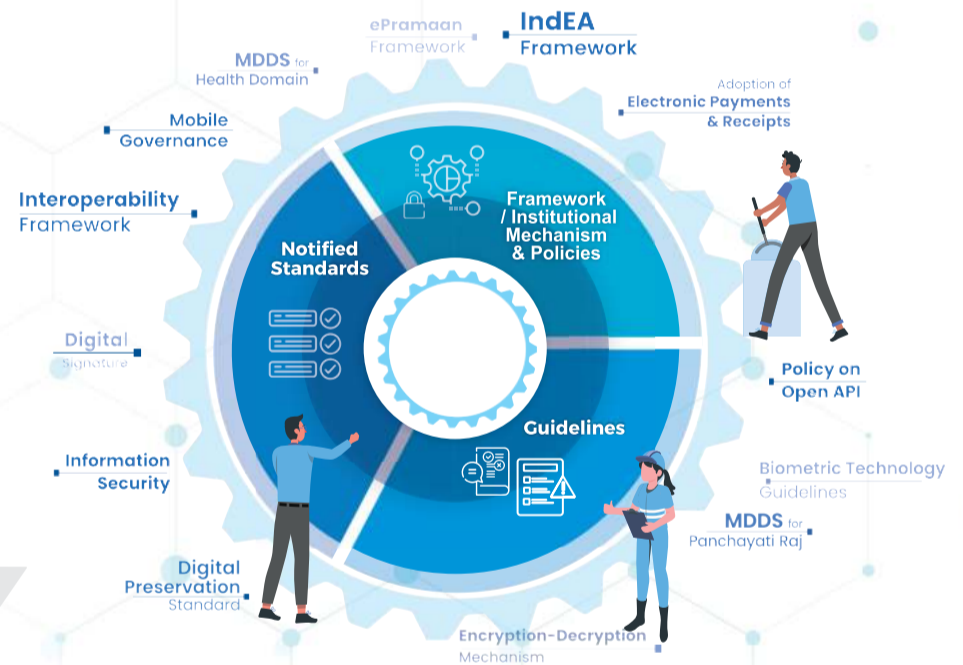 ePramaan
Framework
IndEA
Framework
MDDS for
Health Domain
Adoption of
Electronic Payments
& Receipts
Mobile
Governance
Interoperability
Framework
Framework
/ Institutional
Mechanism
& Policies
Notified
Standards
Digital
Signature
Policy on
Open API
Guidelines
Information
Security
Biometric Technology
Guidelines
MDDS for
Panchayati Raj
Digital
Preservation
Standard
Encryption-Decryption
Mechanism